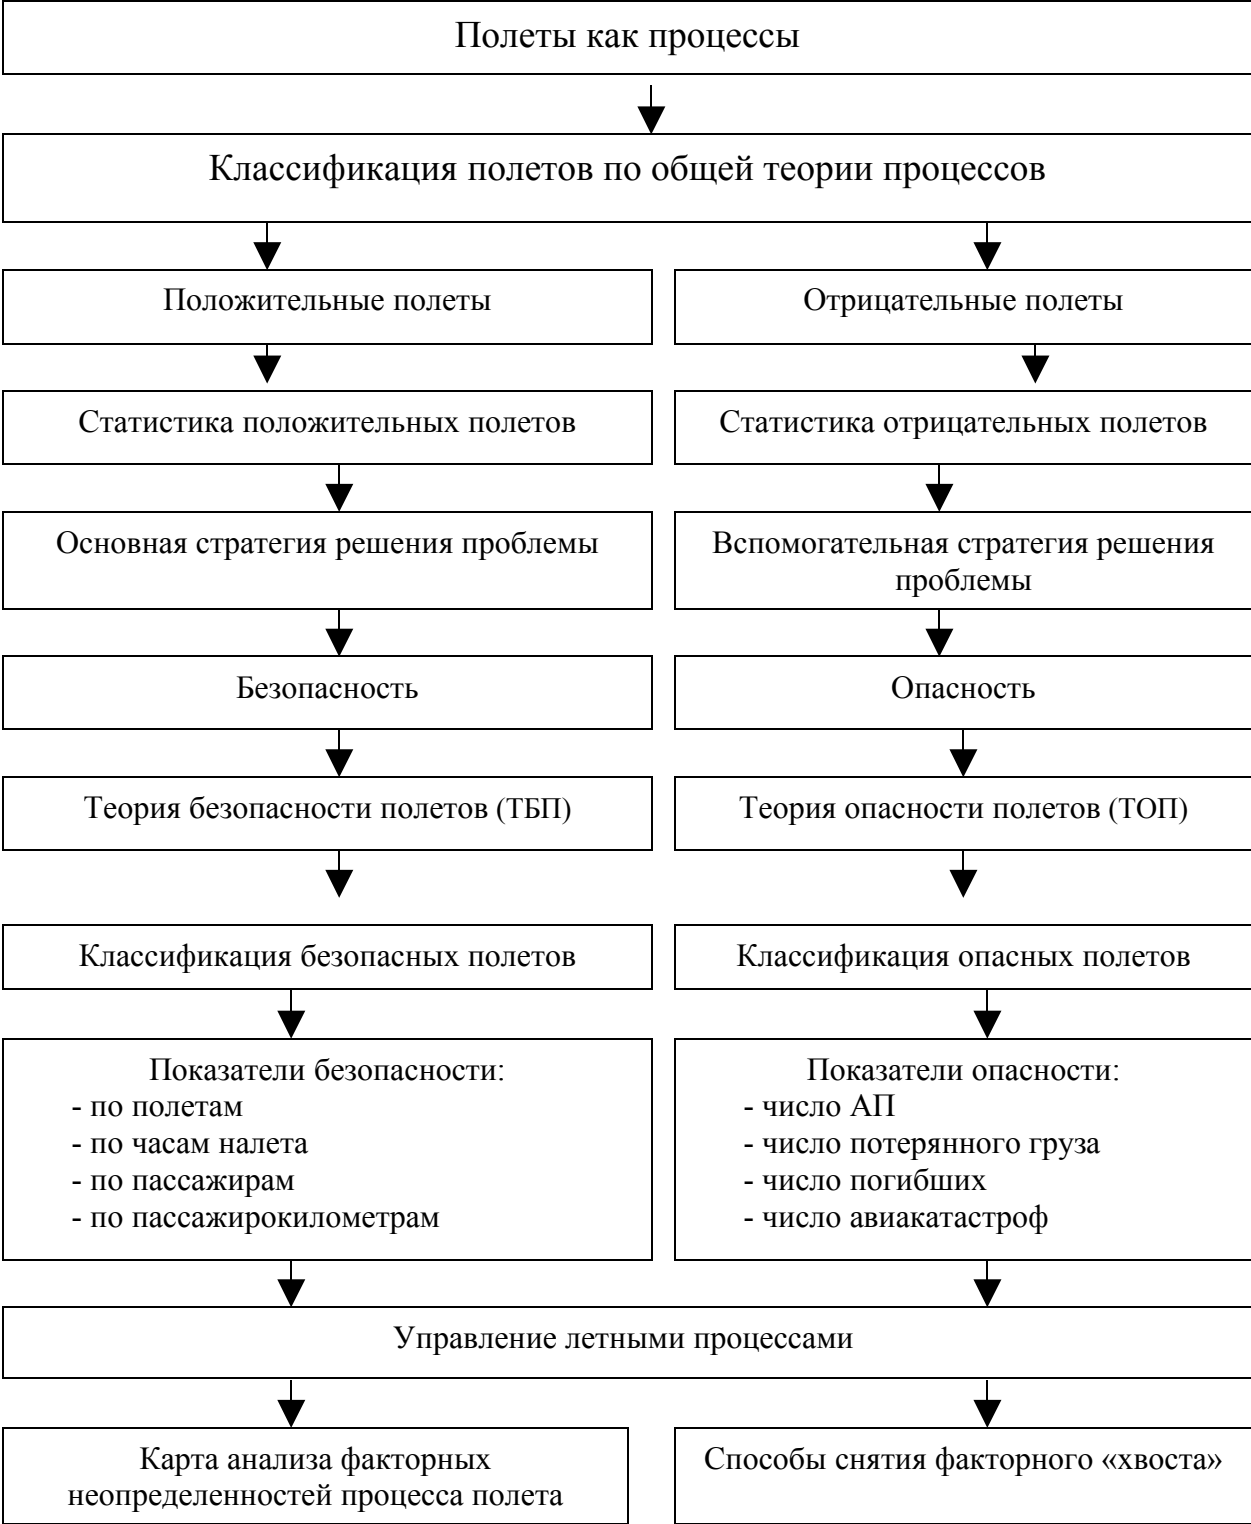 Полеты как процессы
Классификация полетов по общей теории процессов
Положительные полеты
Отрицательные полеты
Статистика положительных полетов
Статистика отрицательных полетов
Основная стратегия решения проблемы
Вспомогательная стратегия решения
проблемы
Безопасность
Опасность
Теория безопасности полетов (ТБП)
Теория опасности полетов (ТОП)
Классификация безопасных полетов
Классификация опасных полетов
Показатели безопасности:
- по полетам
- по часам налета
- по пассажирам
- по пассажирокилометрам
Показатели опасности:
- число АП
- число потерянного груза
- число погибших
- число авиакатастроф
Управление летными процессами
Карта анализа факторных
неопределенностей процесса полета
Способы снятия факторного «хвоста»